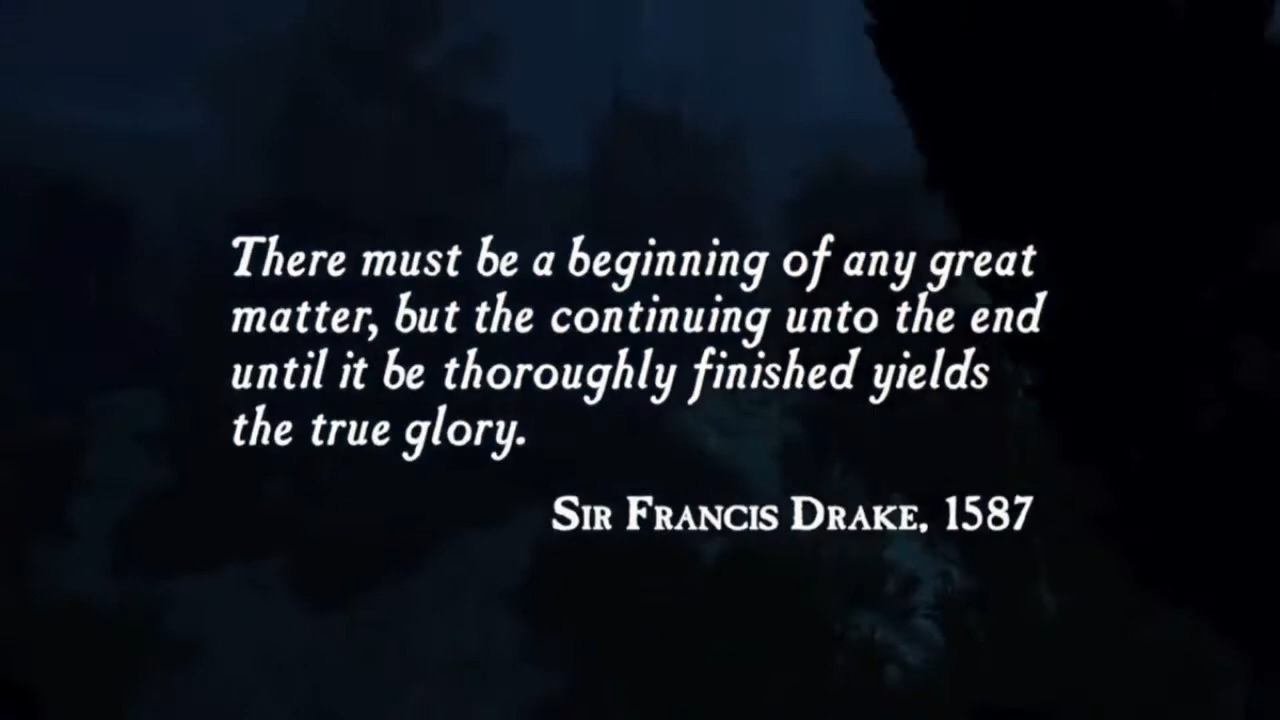 There must be a beginning of any great
matter, but the continuing unto the end
until it be thoroughly finished yields
the true glory.
SIR FRANCIS DRAKE, 1587